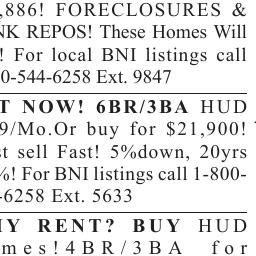 ,886! FORECLOSURES &
NK REPOS! These Homes Will
! For local BNI listings call
0-544-6258 Ext. 9847
T NOW! 6BR/3BA HUD
9/Mo.Or buy for $21,900!
st sell Fast! 5%down, 20yrs
%! For BNI listings call 1-800-
-6258 Ext. 5633
Y RENT? BUY HUD
mes!4BR/3BA for